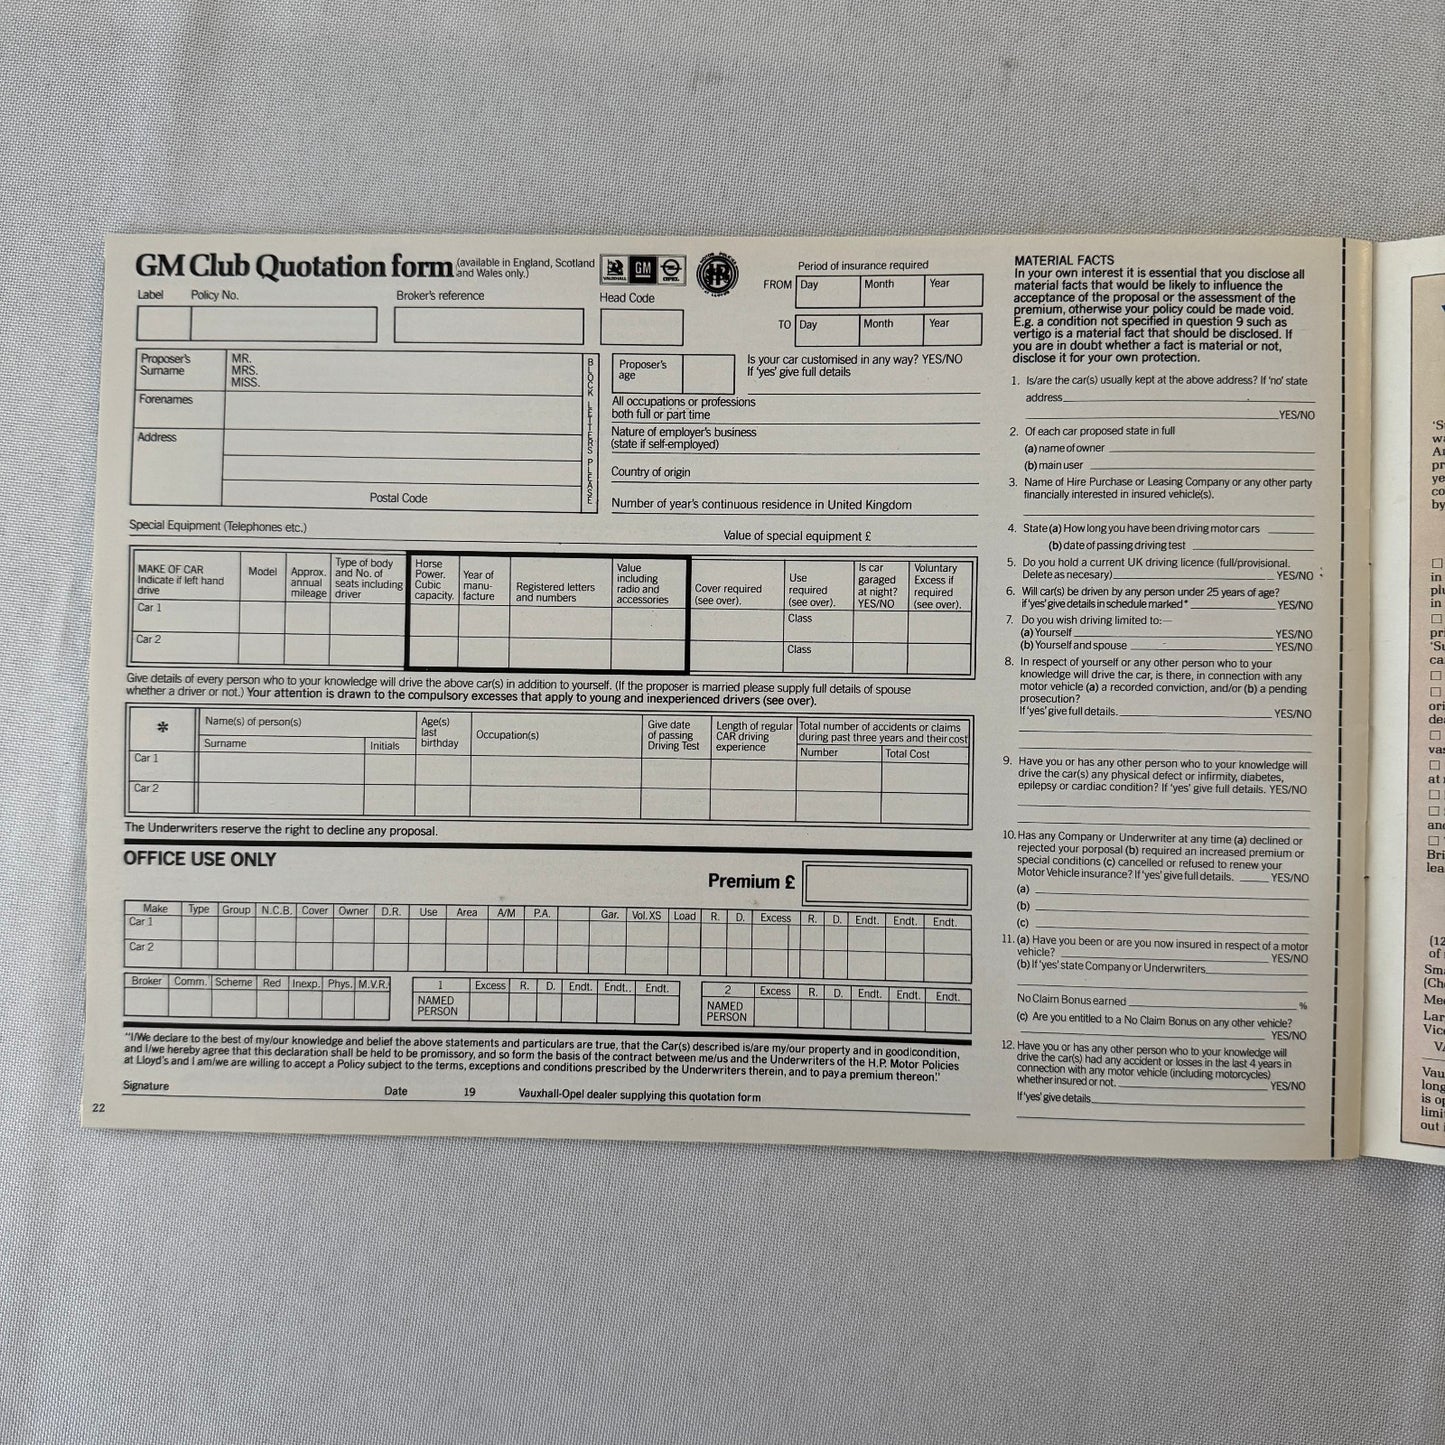 GM Club Quotation form (available in England, Scotland
and Wales only.)
VAUXHALL GM OPEL
Label Policy No. Broker's reference Head Code
Period of insurance required
FROM Day Month Year
TO Day Month Year
Proposer's
Surname
MR.
MRS.
MISS.
Forenames
Address
Postal Code
BLOCK LETTERS PLEASE
Proposer's
age
Is your car customised in any way? YES/NO
If 'yes' give full details
All occupations or professions
both full or part time
Nature of employer's business
(state if self-employed)
Country of origin
Number of year's continuous residence in United Kingdom
Special Equipment (Telephones etc.) Value of special equipment £
MAKE OF CAR
Indicate if left hand
drive
Model
Approx.
annual
mileage
Type of body
and No. of
seats including
driver
Horse
Power.
Cubic
capacity.
Year of
manu-
facture
Registered letters
and numbers
Value
including
radio and
accessories
Cover required
(see over).
Use
required
(see over).
Is car
garaged
at night?
YES/NO
Voluntary
Excess if
required
(see over).
Car 1 Class
Car 2 Class
Give details of every person who to your knowledge will drive the above car(s) in addition to yourself. (If the proposer is married please supply full details of spouse
whether a driver or not.) Your attention is drawn to the compulsory excesses that apply to young and inexperienced drivers (see over).
*
Name(s) of person(s)
Surname Initials
Age(s)
last
birthday
Occupation(s)
Give date
of passing
Driving Test
Length of regular
CAR driving
experience
Total number of accidents or claims
during past three years and their cost
Number Total Cost
Car 1
Car 2
The Underwriters reserve the right to decline any proposal.
OFFICE USE ONLY
Premium £
Make Type Group N.C.B. Cover Owner D.R. Use Area A/M P.A. Gar. Vol.XS Load R. D. Excess R. D. Endt. Endt. Endt.
Car 1
Car 2
Broker Comm. Scheme Red Inexp. Phys. M.V.R.
1 Excess R. D. Endt. Endt. Endt.
NAMED
PERSON
2 Excess R. D. Endt. Endt. Endt.
NAMED
PERSON
"I/We declare to the best of my/our knowledge and belief the above statements and particulars are true, that the Car(s) described is/are my/our property and in good condition,
and I/we hereby agree that this declaration shall be held to be promissory, and so form the basis of the contract between me/us and the Underwriters of the H.P. Motor Policies
at Lloyd's and I am/we are willing to accept a Policy subject to the terms, exceptions and conditions prescribed by the Underwriters therein, and to pay a premium thereon."
Signature Date 19 Vauxhall-Opel dealer supplying this quotation form
22
MATERIAL FACTS
In your own interest it is essential that you disclose all
material facts that would be likely to influence the
acceptance of the proposal or the assessment of the
premium, otherwise your policy could be made void.
E.g. a condition not specified in question 9 such as
vertigo is a material fact that should be disclosed. If
you are in doubt whether a fact is material or not,
disclose it for your own protection.
1. Is/are the car(s) usually kept at the above address? If 'no' state
address
YES/NO
2. Of each car proposed state in full
(a) name of owner
(b) main user
3. Name of Hire Purchase or Leasing Company or any other party
financially interested in insured vehicle(s).
4. State (a) How long you have been driving motor cars
(b) date of passing driving test
5. Do you hold a current UK driving licence (full/provisional.
Delete as necesary) YES/NO
6. Will car(s) be driven by any person under 25 years of age?
if 'yes' give details in schedule marked* YES/NO
7. Do you wish driving limited to:—
(a) Yourself YES/NO
(b) Yourself and spouse YES/NO
8. In respect of yourself or any other person who to your
knowledge will drive the car, is there, in connection with any
motor vehicle (a) a recorded conviction, and/or (b) a pending
prosecution?
If 'yes' give full details. YES/NO
9. Have you or has any other person who to your knowledge will
drive the car(s) any physical defect or infirmity, diabetes,
epilepsy or cardiac condition? If 'yes' give full details. YES/NO
10. Has any Company or Underwriter at any time (a) declined or
rejected your porposal (b) required an increased premium or
special conditions (c) cancelled or refused to renew your
Motor Vehicle insurance? If 'yes' give full details. YES/NO
(a)
(b)
(c)
11. (a) Have you been or are you now insured in respect of a motor
vehicle? YES/NO
(b) If 'yes' state Company or Underwriters
No Claim Bonus earned %
(c) Are you entitled to a No Claim Bonus on any other vehicle?
YES/NO
12. Have you or has any other person who to your knowledge will
drive the car(s) had any accident or losses in the last 4 years in
connection with any motor vehicle (including motorcycles)
whether insured or not. YES/NO
If 'yes' give details